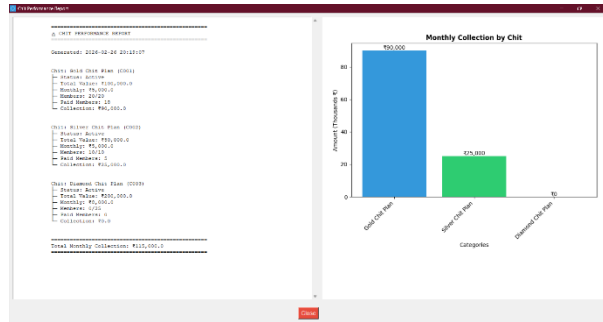 Chit Performance Report
CHIT PERFORMANCE REPORT
Generated: 2026-02-26 20:15:07
Chit: Gold Chit Plan (C001)
Status: Active
Total Value: ₹100,000.0
Monthly: ₹5,000.0
Members: 20/20
Paid Members: 18
Collection: ₹90,000.0
Chit: Silver Chit Plan (C002)
Status: Active
Total Value: ₹50,000.0
Monthly: ₹5,000.0
Members: 10/10
Paid Members:
Collection: ₹25,000.0
Chit: Diamond Chit Plan (C003)
Status: Active
Total Value: ₹200,000.0
Monthly:
Members: 0/25
Paid Members: 0
Collection: ₹0.0
Total Monthly Collection: ₹115,000.0
Close
Monthly Collection by Chit
₹90,000
₹25,000
₹0
80
60
40
20
0
Amount (Thousands ₹)
Gold Chit Plan
Silver Chit Plan
Diamond Chit Plan
Categories